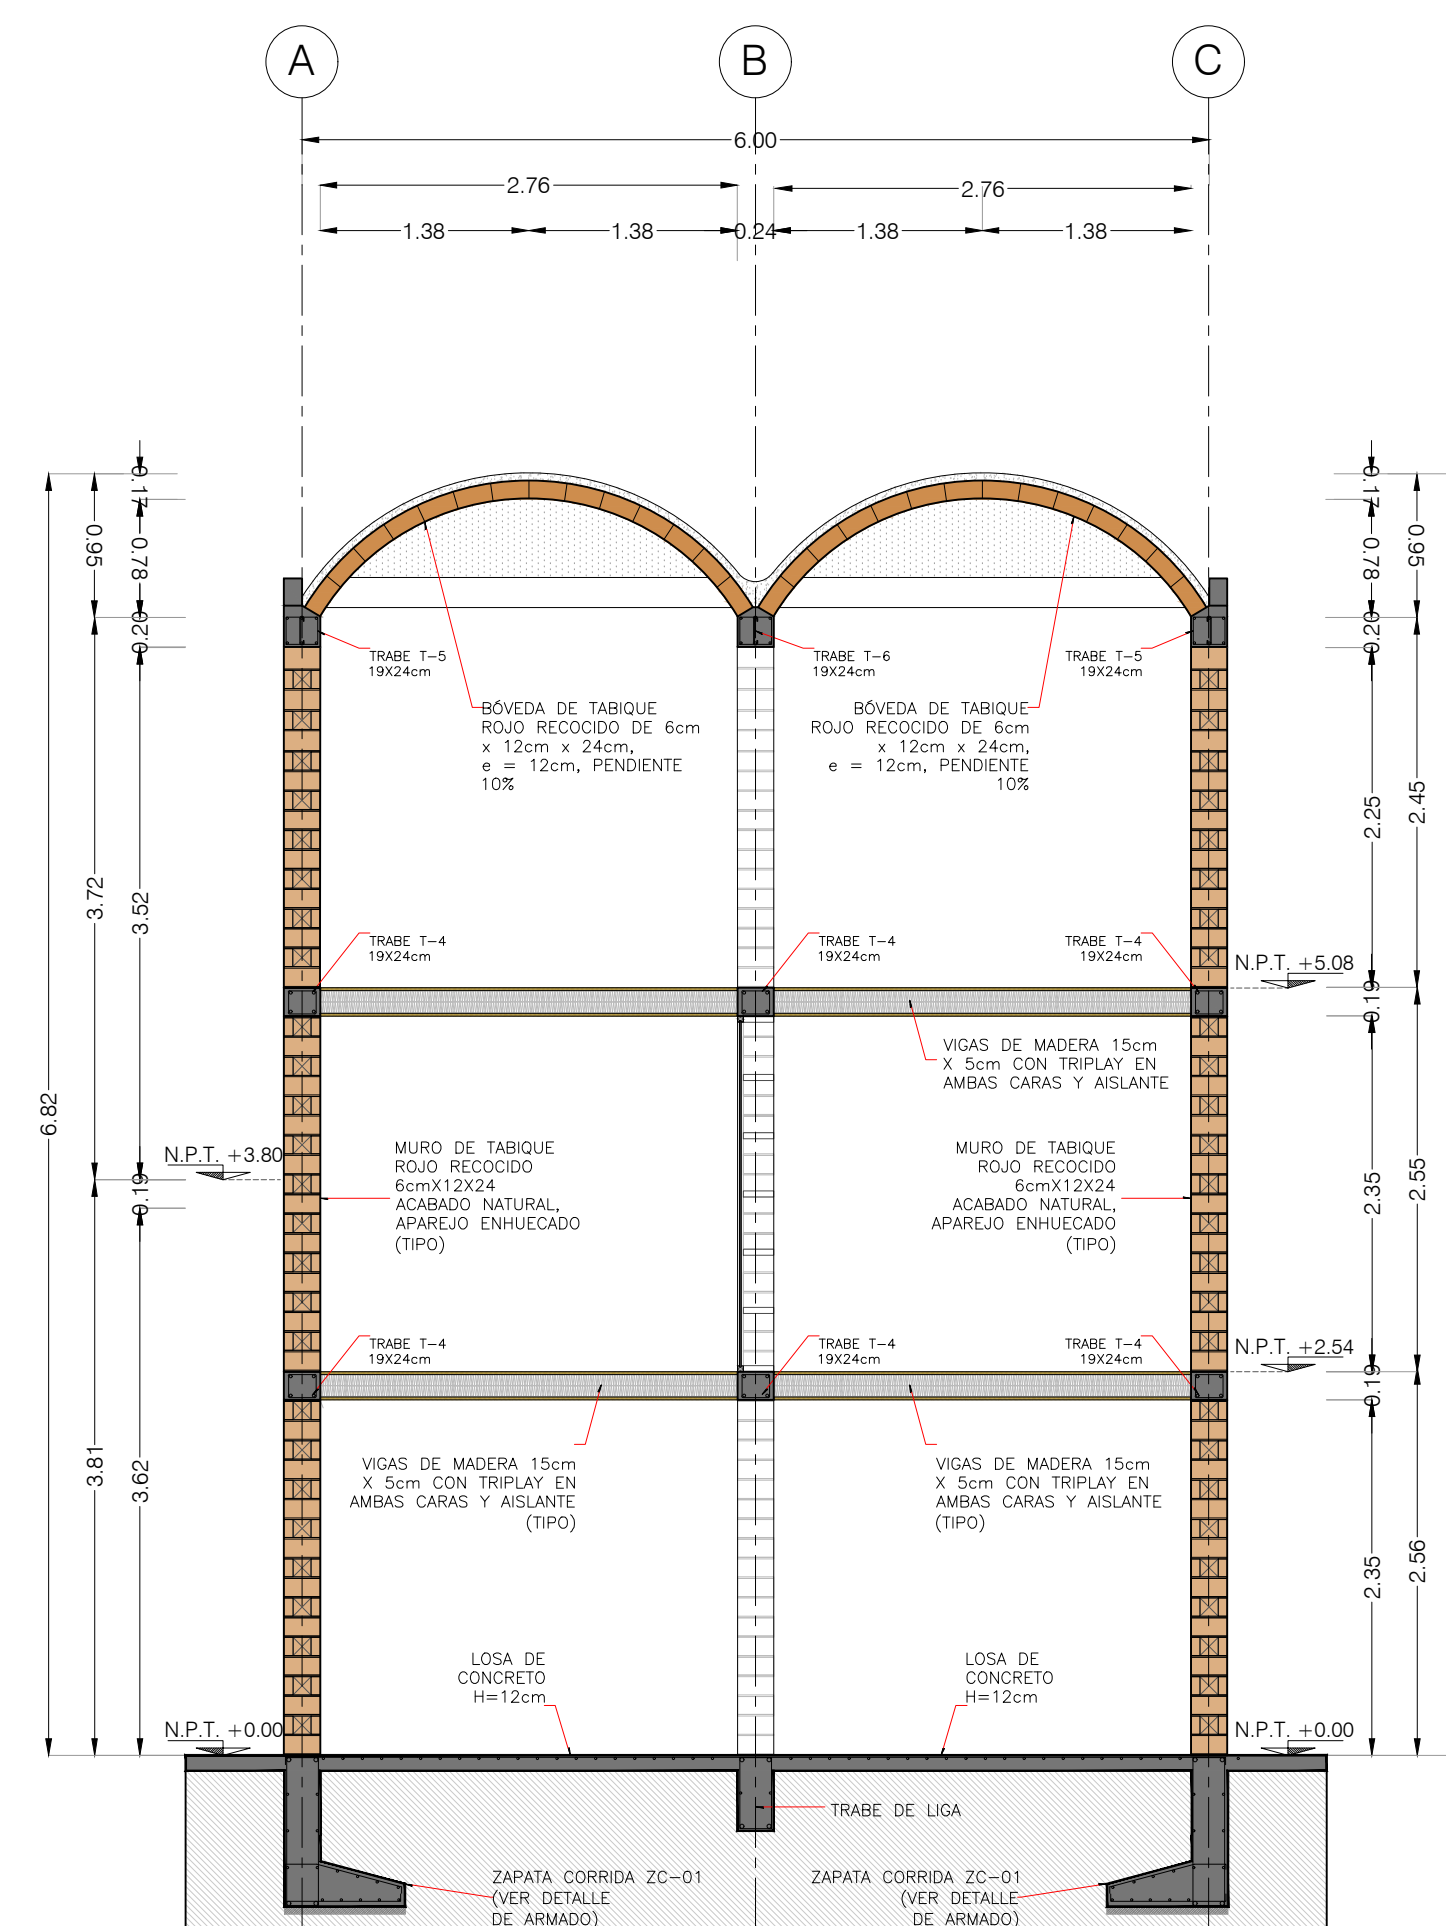 A
B
C
6.00
2.76
2.76
1.38
1.38
0.24
1.38
1.38
0.17
0.95
0.78
0.20
6.82
3.72
3.52
0.19
3.81
3.62
0.17
0.95
0.78
0.20
2.25
2.45
0.19
2.35
2.55
0.19
2.35
2.56
TRABE T-5
19X24cm
TRABE T-6
19X24cm
TRABE T-5
19X24cm
BÓVEDA DE TABIQUE
ROJO RECOCIDO DE 6cm
x 12cm x 24cm,
e = 12cm, PENDIENTE
10%
BÓVEDA DE TABIQUE
ROJO RECOCIDO DE 6cm
x 12cm x 24cm,
e = 12cm, PENDIENTE
10%
TRABE T-4
19X24cm
TRABE T-4
19X24cm
TRABE T-4
19X24cm
N.P.T. +5.08
VIGAS DE MADERA 15cm
X 5cm CON TRIPLAY EN
AMBAS CARAS Y AISLANTE
N.P.T. +3.80
MURO DE TABIQUE
ROJO RECOCIDO
6cmX12X24
ACABADO NATURAL,
APAREJO ENHUECADO
(TIPO)
MURO DE TABIQUE
ROJO RECOCIDO
6cmX12X24
ACABADO NATURAL,
APAREJO ENHUECADO
(TIPO)
TRABE T-4
19X24cm
TRABE T-4
19X24cm
TRABE T-4
19X24cm
N.P.T. +2.54
VIGAS DE MADERA 15cm
X 5cm CON TRIPLAY EN
AMBAS CARAS Y AISLANTE
(TIPO)
VIGAS DE MADERA 15cm
X 5cm CON TRIPLAY EN
AMBAS CARAS Y AISLANTE
(TIPO)
LOSA DE
CONCRETO
H=12cm
LOSA DE
CONCRETO
H=12cm
N.P.T. +0.00
N.P.T. +0.00
TRABE DE LIGA
ZAPATA CORRIDA ZC-01
(VER DETALLE
DE ARMADO)
ZAPATA CORRIDA ZC-01
(VER DETALLE
DE ARMADO)